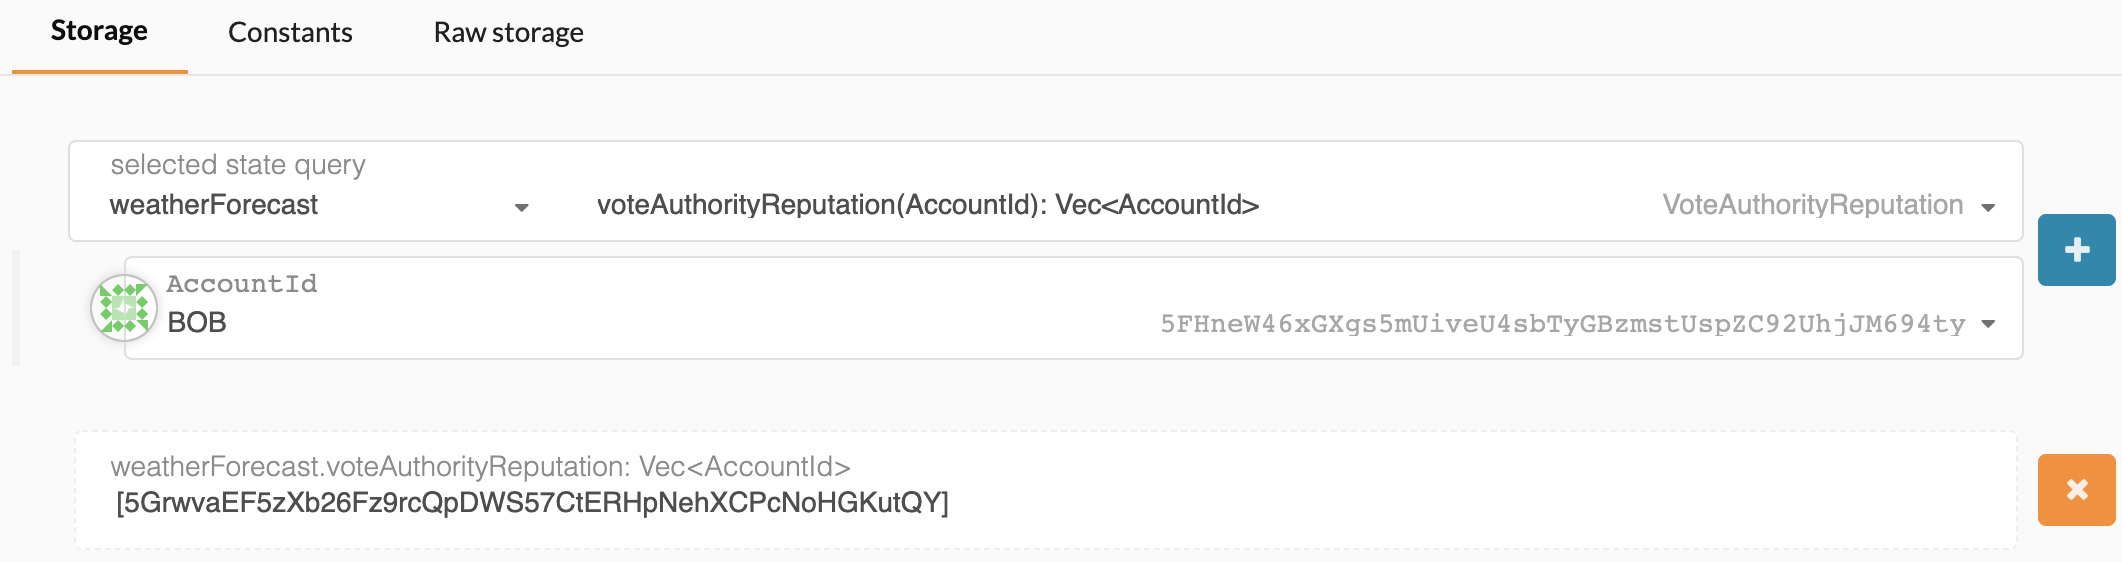 Storage Constants Raw storage
selected state query
weatherForecast voteAuthorityReputation(AccountId): Vec<AccountId> VoteAuthorityReputation
AccountId
BOB 5FHneW46xGXgs5mUiveU4sbTyGBzmstUspZC92UhjJM694ty
weatherForecast.voteAuthorityReputation: Vec<AccountId>
[5GrwvaEF5zXb26Fz9rcQpDWS57CtERHpNehXCPcNoHGKutQY]